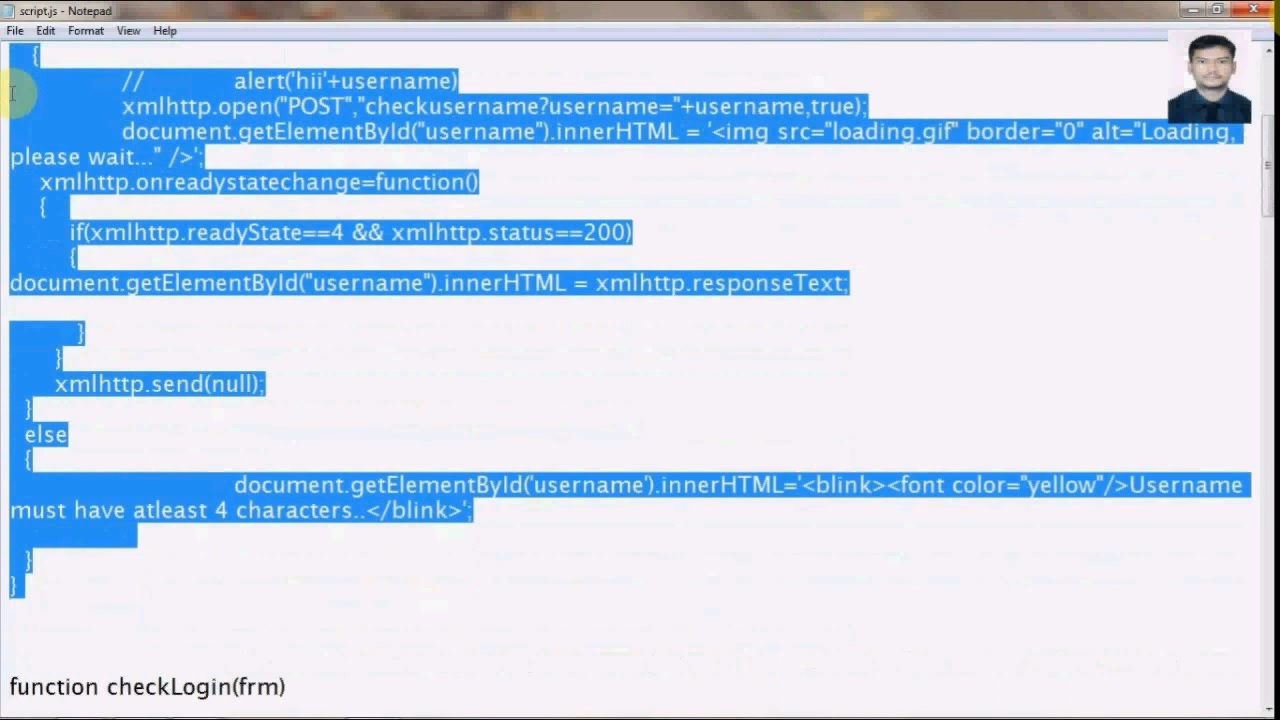 script.js - Notepad
File Edit Format View Help
{
// alert('hii'+username)
xmlhttp.open("POST","checkusername?username="+username,true);
document.getElementById("username").innerHTML = '<img src="loading.gif" border="0" alt="Loading,
please wait..." />';
xmlhttp.onreadystatechange=function()
{
if(xmlhttp.readyState==4 && xmlhttp.status==200)
{
document.getElementById("username").innerHTML = xmlhttp.responseText;
}
}
xmlhttp.send(null);
}
else
{
document.getElementById('username').innerHTML='<blink><font color="yellow"/>Username
must have atleast 4 characters..</blink>';
}
}
function checkLogin(frm)